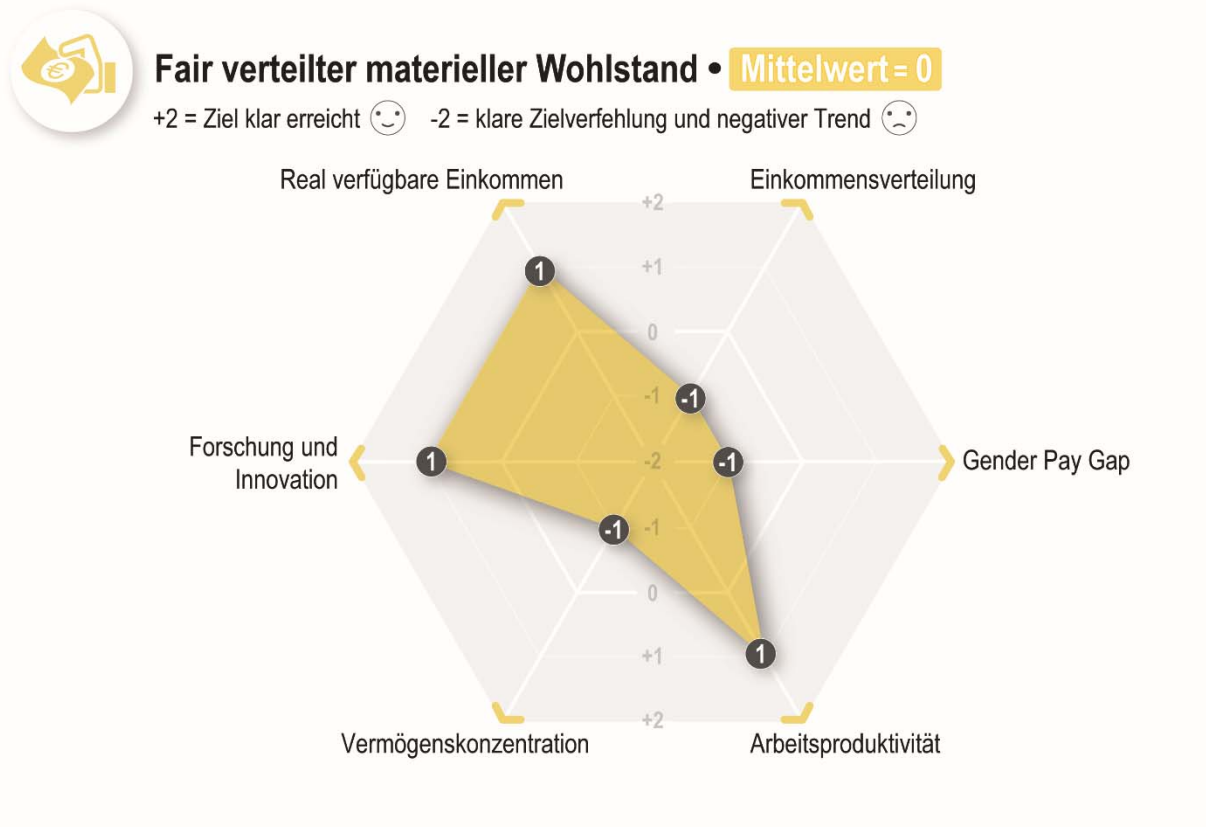 €
Fair verteilter materieller Wohlstand • Mittelwert = 0
+2 = Ziel klar erreicht -2 = klare Zielverfehlung und negativer Trend
Real verfügbare Einkommen
Einkommensverteilung
+2
+1
1
0
-1
-1
Forschung und
Innovation
1
-2
-1
Gender Pay Gap
-1
-1
0
+1
1
+2
Vermögenskonzentration
Arbeitsproduktivität